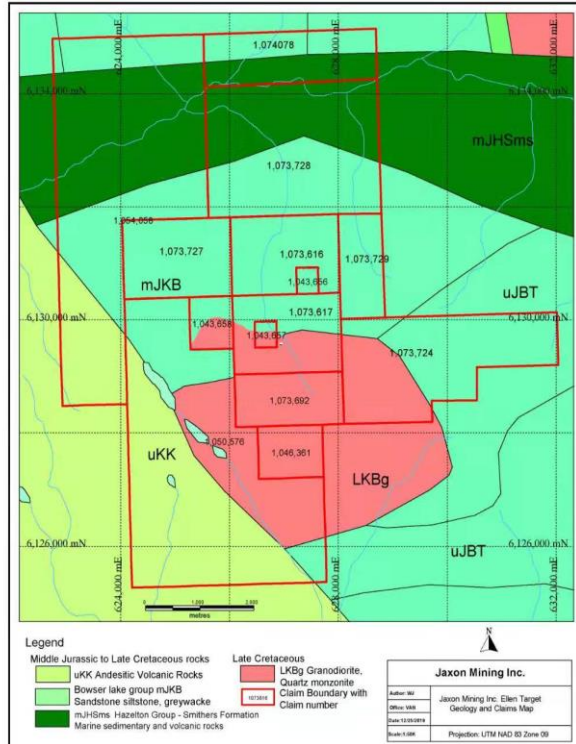 624,000 mE
628,000 mE
632,000 mE
1,074078
6,134,000 mN
6,134,000 mN
mJHSms
1,073,728
1,054,056
1,073,727
1,073,616
1,073,729
mJKB
1,043,656
uJBT
1,073,617
6,130,000 mN
6,130,000 mN
1,043,658
1,043,657
1,073,724
1,073,692
1,050,576
uKK
1,046,361
LKBg
uJBT
6,126,000 mN
6,126,000 mN
624,000 mE
628,000 mE
632,000 mE
metres
N
Legend
Middle Jurassic to Late Cretaceous rocks
uKK Andesitic Volcanic Rocks
Bowser lake group mJKB
Sandstone siltstone, greywacke
mJHSms Hazelton Group - Smithers Formation
Marine sedimentary and volcanic rocks
Late Cretaceous
LKBg Granodiorite,
Quartz monzonite
Claim Boundary with
Claim number
Jaxon Mining Inc.
Office: VAN
Jaxon Mining Inc. Ellen Target
Geology and Claims Map
Projection: UTM NAD 83 Zone 09